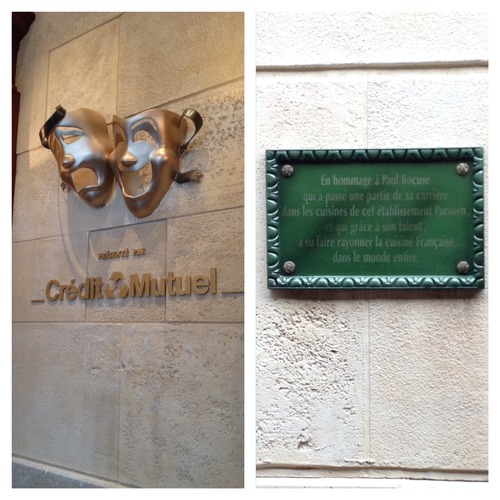 PRÉSENTÉ PAR
Crédit Mutuel
En hommage à Paul Bocuse
qui a passé une partie de sa carrière
dans les cuisines de cet établissement Parisien,
et qui grâce à son talent,
a su faire rayonner la cuisine Française
dans le monde entier.